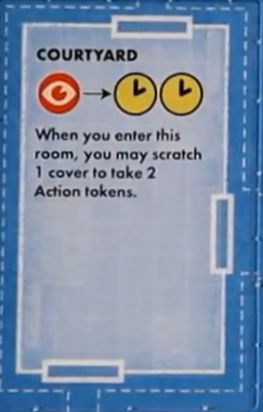 COURTYARD
When you enter this
room, you may scratch
1 cover to take 2
Action tokens.